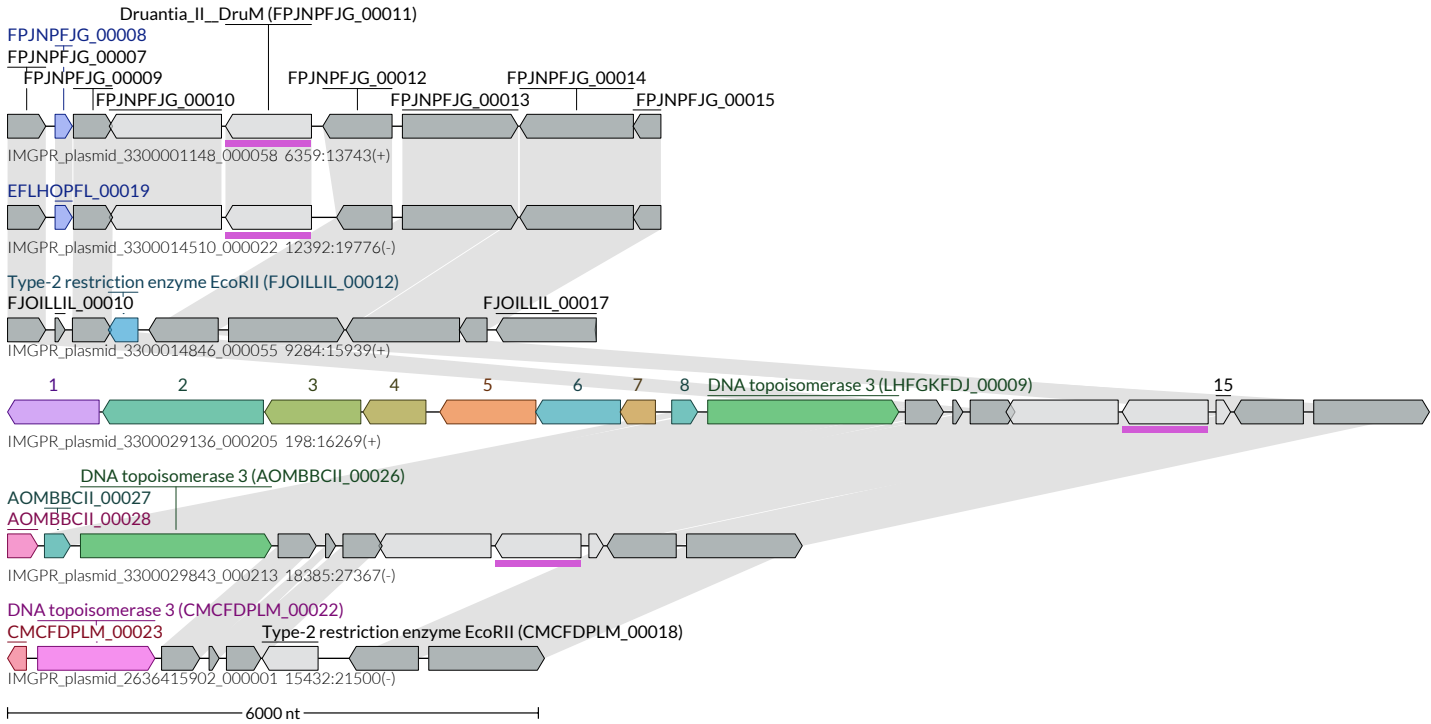 Druantia_II__DruM (FPJNPFJG_00011)
FPJNPFJG_00008
FPJNPFJG_00007
FPJNPFJG_00009 FPJNPFJG_00012 FPJNPFJG_00014
FPJNPFJG_00010 FPJNPFJG_00013 FPJNPFJG_00015
IMGPR_plasmid_3300001148_000058 6359:13743(+)
EFLHOPFL_00019
IMGPR_plasmid_3300014510_000022 12392:19776(-)
Type-2 restriction enzyme EcoRII (FJOILLIL_00012)
FJOILLIL_00010 FJOILLIL_00017
IMGPR_plasmid_3300014846_000055 9284:15939(+)
1 2 3 4 5 6 7 8 DNA topoisomerase 3 (LHFGKFDJ_00009) 15
IMGPR_plasmid_3300029136_000205 198:16269(+)
DNA topoisomerase 3 (AOMBBCII_00026)
AOMBBCII_00027
AOMBBCII_00028
IMGPR_plasmid_3300029843_000213 18385:27367(-)
DNA topoisomerase 3 (CMCFDPLM_00022)
CMCFDPLM_00023 Type-2 restriction enzyme EcoRII (CMCFDPLM_00018)
IMGPR_plasmid_2636415902_000001 15432:21500(-)
6000 nt